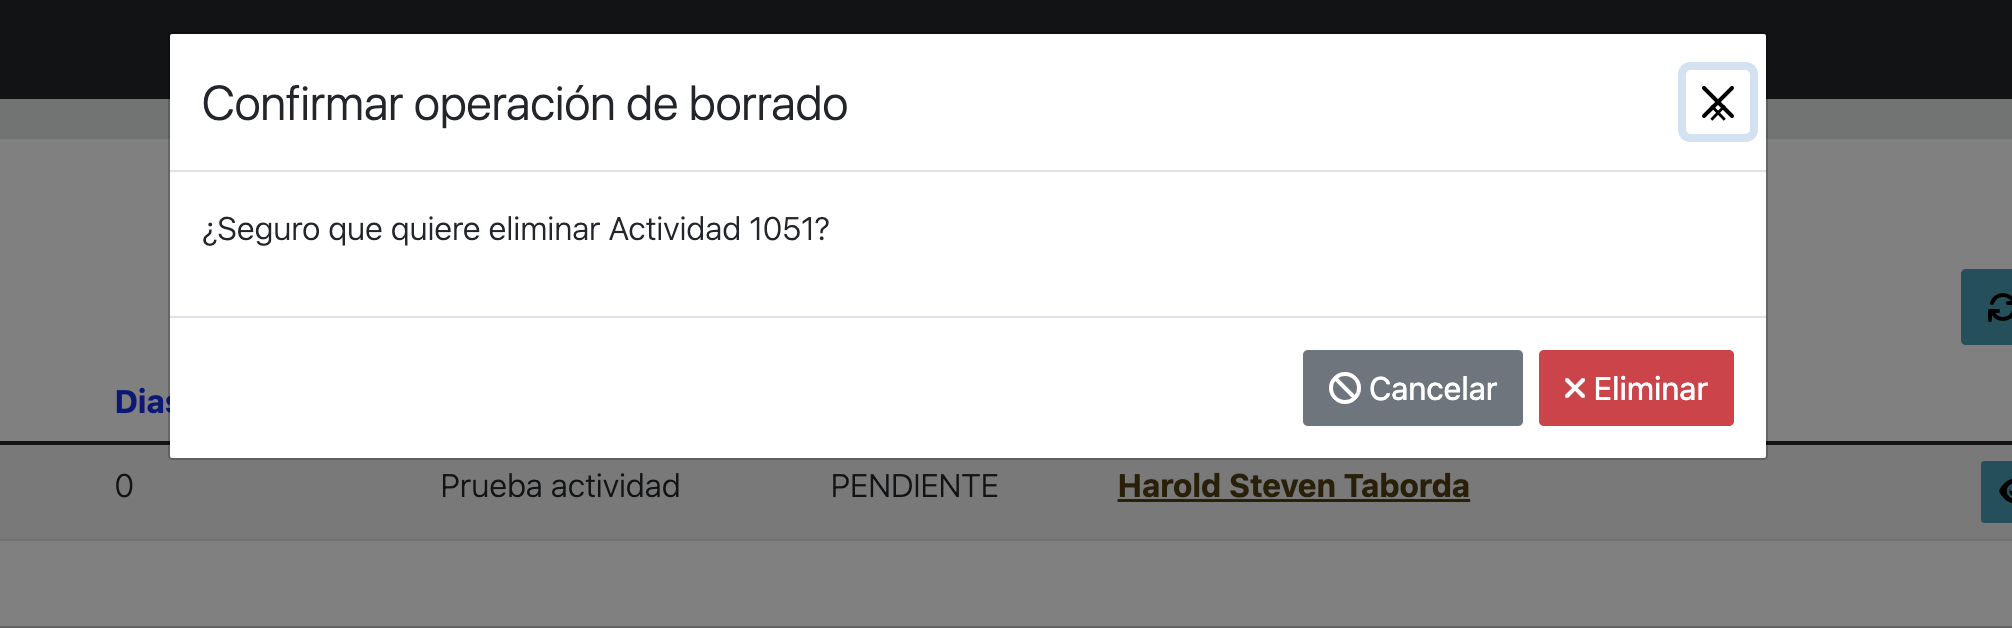 Confirmar operación de borrado
¿Seguro que quiere eliminar Actividad 1051?
Cancelar
Eliminar
Dias
0 Prueba actividad PENDIENTE Harold Steven Taborda